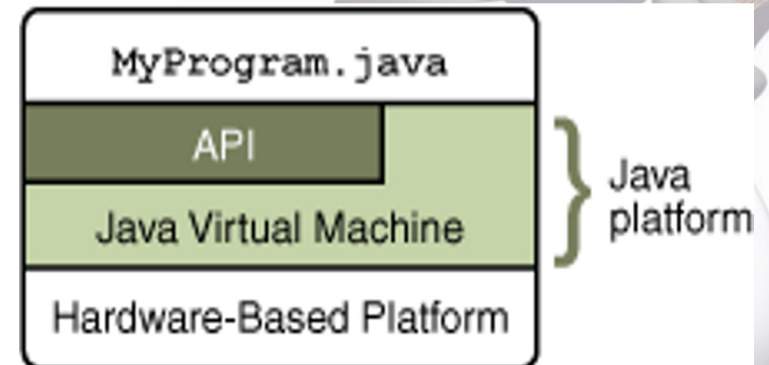 MyProgram.java
API
Java Virtual Machine
Hardware-Based Platform
Java
platform